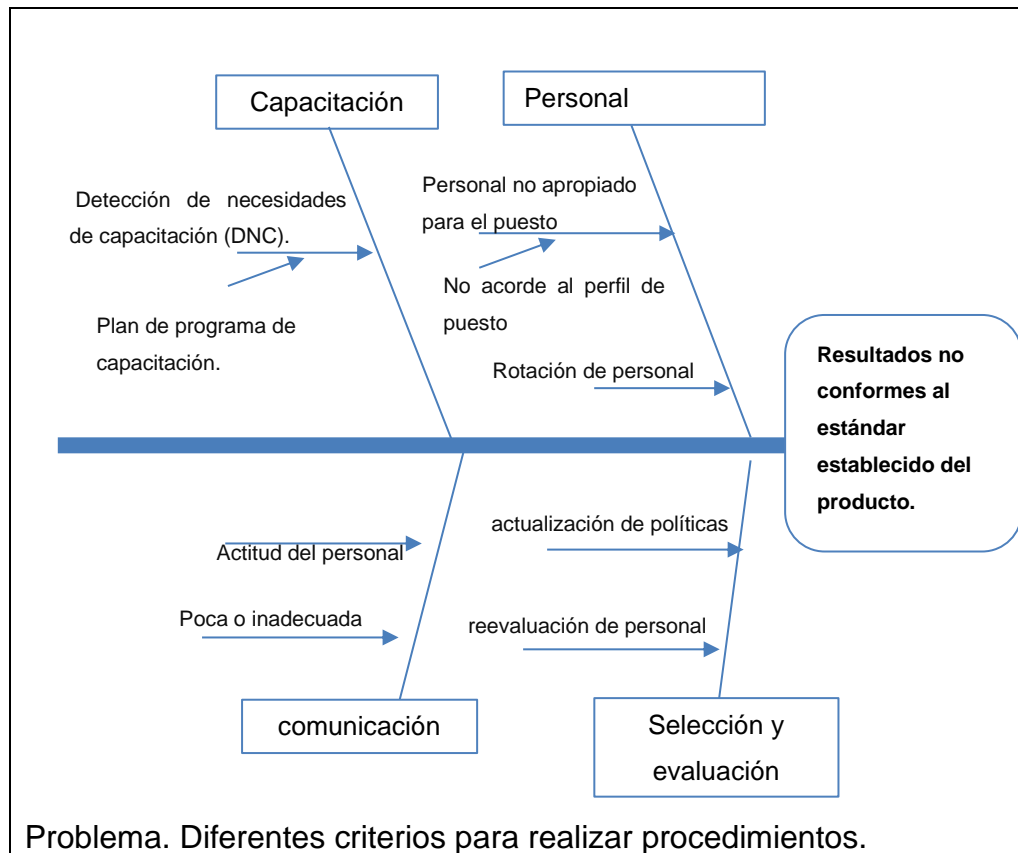 Capacitación
Personal
Detección de necesidades
de capacitación (DNC).
Plan de programa de
capacitación.
Personal no apropiado
para el puesto
No acorde al perfil de
puesto
Rotación de personal
Resultados no
conformes al
estándar
establecido del
producto.
Actitud del personal
Poca o inadecuada
actualización de políticas
reevaluación de personal
comunicación
Selección y
evaluación
Problema. Diferentes criterios para realizar procedimientos.